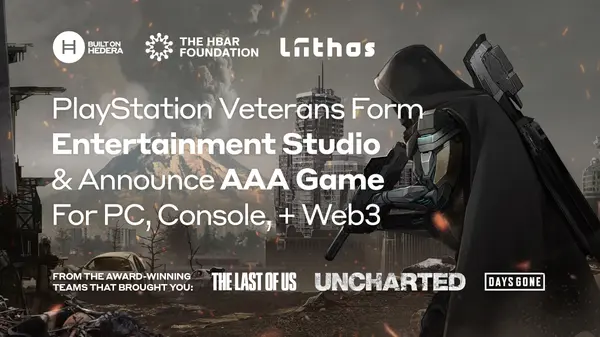 H BUILT ON
HEDERA
THE HBAR
FOUNDATION
Liithos
PlayStation Veterans Form
Entertainment Studio
& Announce AAA Game
For PC, Console, + Web3
FROM THE AWARD-WINNING
TEAMS THAT BROUGHT YOU:
THE LAST OF US
UNCHARTED
DAYS GONE